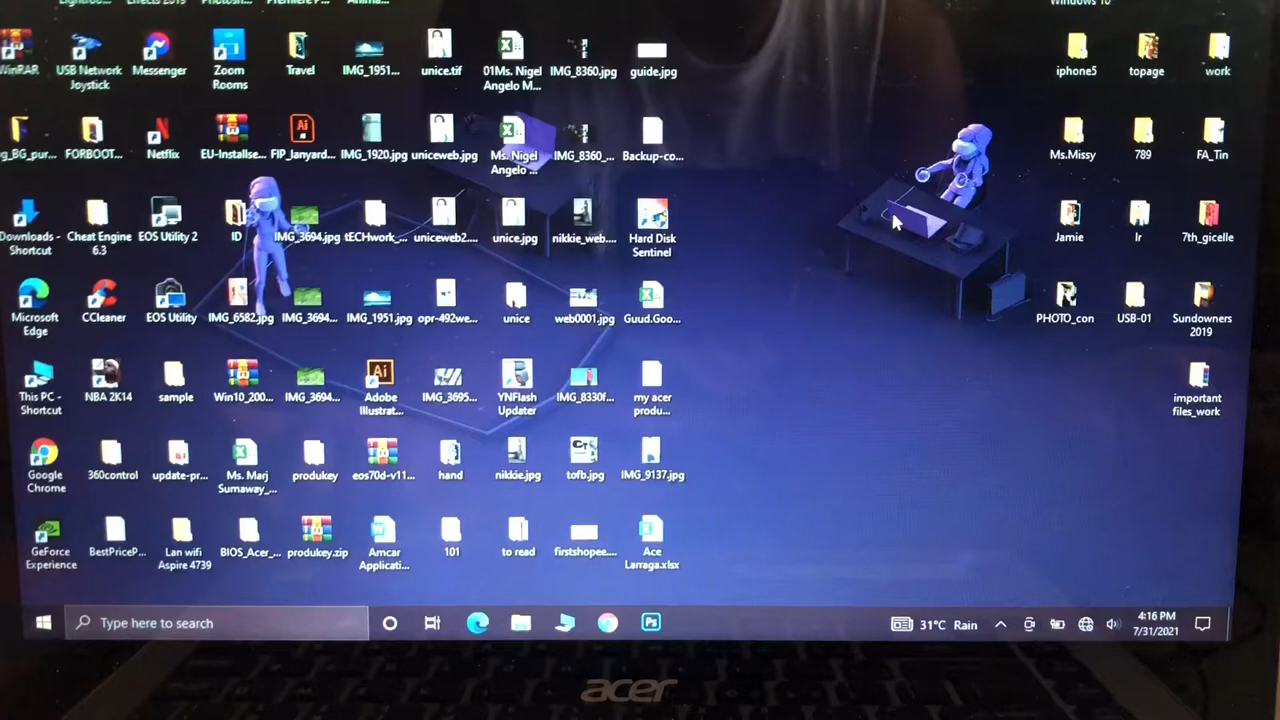 Effects 2019
Windows 10
WinRAR
USB Network
Joystick
Messenger
Zoom
Rooms
Travel
IMG_1951...
unice.tif
01Ms. Nigel
Angelo M...
IMG_8360.jpg
guide.jpg
iphone5
topage
work
g_BG_pur...
FORBOOT...
Netflix
EU-Installse...
FIP_lanyard...
IMG_1920.jpg
uniceweb.jpg
Ms. Nigel
Angelo ...
IMG_8360_...
Backup-co...
Ms.Missy
789
FA_Tin
Downloads -
Shortcut
Cheat Engine
6.3
EOS Utility 2
ID
IMG_3694.jpg
tECHwork_...
uniceweb2...
unice.jpg
nikkie_web....
Hard Disk
Sentinel
Jamie
lr
7th_gicelle
Microsoft
Edge
CCleaner
EOS Utility
IMG_6582.jpg
IMG_3694...
IMG_1951.jpg
opr-492we...
unice
web0001.jpg
Guud.Goo...
PHOTO_con
USB-01
Sundowners
2019
This PC -
Shortcut
NBA 2K14
sample
Win10_200...
IMG_3694...
Ai
Adobe
Illustrat...
IMG_3695...
YNFlash
Updater
IMG_8330f...
my acer
produ...
important
files_work
Google
Chrome
360control
update-pr...
Ms. Marj
Sumaway_...
produkey
eos70d-v11...
hand
nikkie.jpg
tofb.jpg
IMG_9137.jpg
GeForce
Experience
BestPriceP...
Lan wifi
Aspire 4739
BIOS_Acer_...
produkey.zip
Amcar
Applicati...
101
to read
firstshopee....
Ace
Larraga.xlsx
Type here to search
Ps
31°C Rain
4:16 PM
7/31/2021
acer